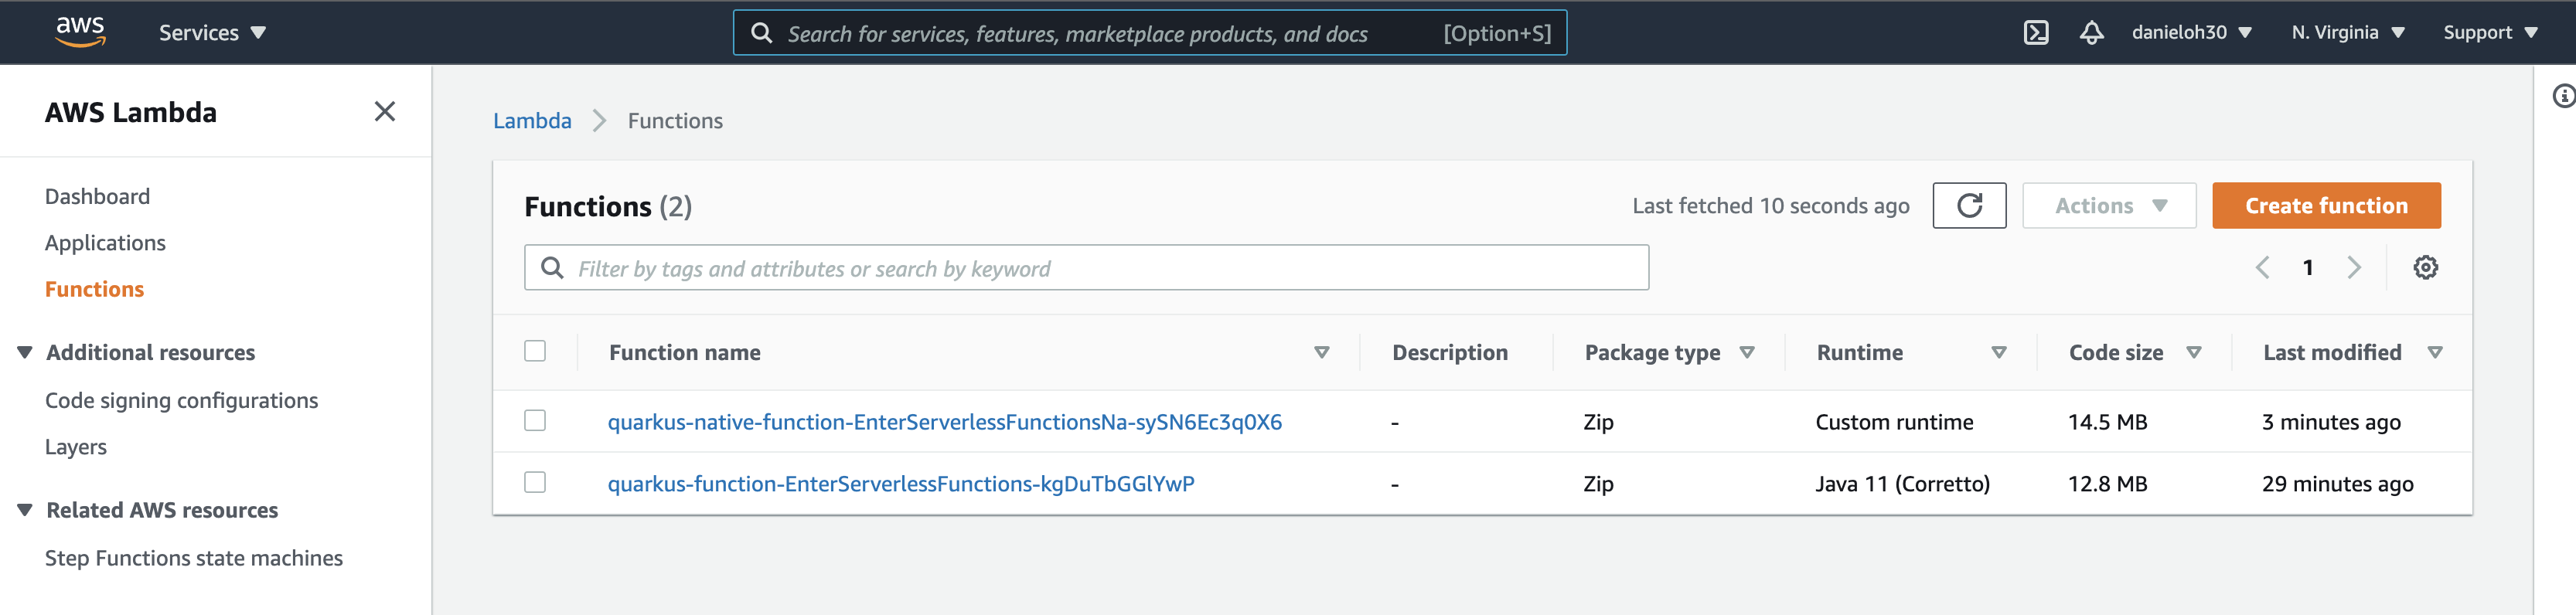 aws Services Search for services, features, marketplace products, and docs [Option+S] danieloh30 N. Virginia Support
AWS Lambda
Dashboard
Applications
Functions
Additional resources
Code signing configurations
Layers
Related AWS resources
Step Functions state machines
Lambda > Functions
Functions (2) Last fetched 10 seconds ago Actions Create function
Filter by tags and attributes or search by keyword 1
Function name Description Package type Runtime Code size Last modified
quarkus-native-function-EnterServerlessFunctionsNa-sySN6Ec3q0X6 - Zip Custom runtime 14.5 MB 3 minutes ago
quarkus-function-EnterServerlessFunctions-kgDuTbGGlYwP - Zip Java 11 (Corretto) 12.8 MB 29 minutes ago